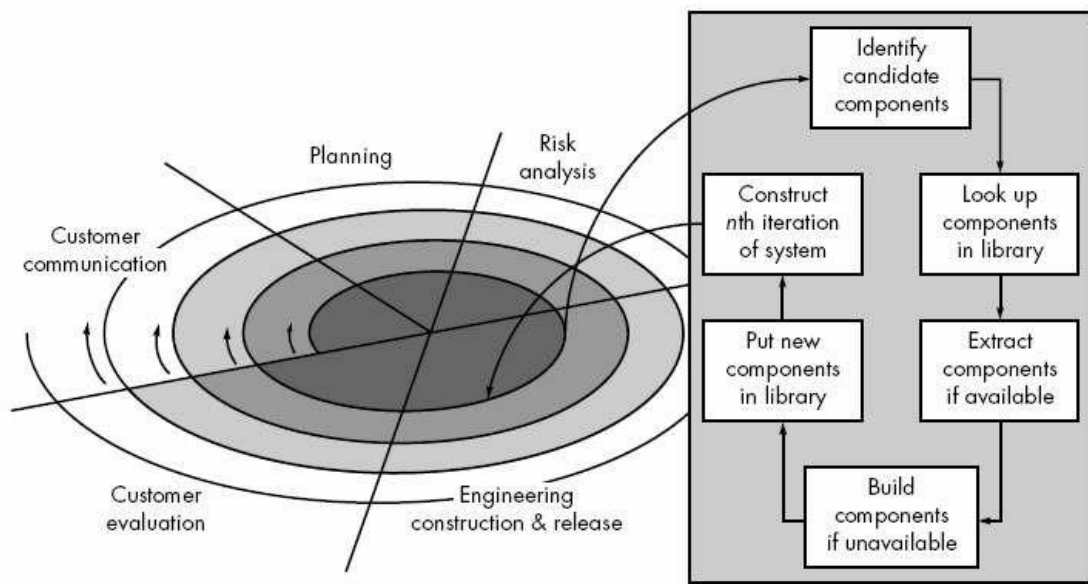 Planning
Risk
analysis
Customer
communication
Customer
evaluation
Engineering
construction & release
Identify
candidate
components
Look up
components
in library
Extract
components
if available
Build
components
if unavailable
Put new
components
in library
Construct
nth iteration
of system